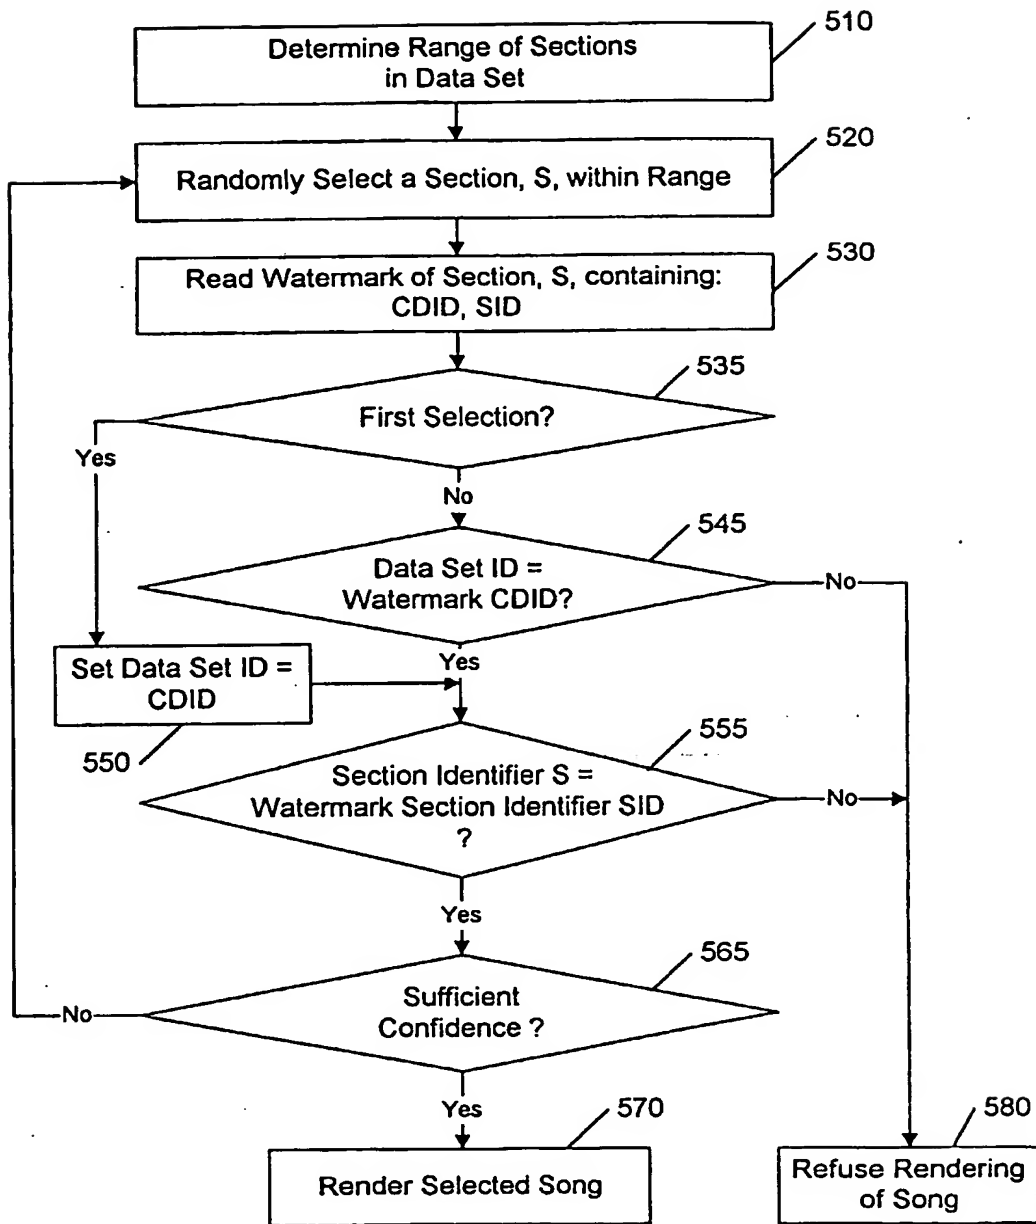 510
Determine Range of Sections
in Data Set
520
Randomly Select a Section, S, within Range
530
Read Watermark of Section, S, containing:
CDID, SID
535
First Selection?
Yes
No
545
Data Set ID =
Watermark CDID?
No
Yes
Set Data Set ID =
CDID
550
555
Section Identifier S =
Watermark Section Identifier SID
?
No
Yes
565
Sufficient
Confidence ?
No
Yes
570
Render Selected Song
580
Refuse Rendering
of Song